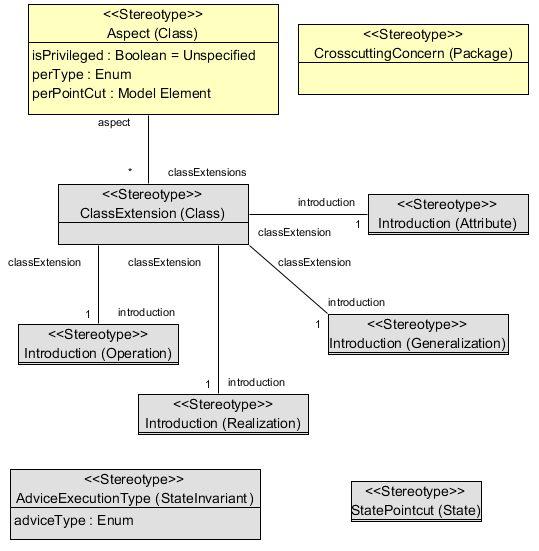 <<Stereotype>>
Aspect (Class)
isPrivileged : Boolean = Unspecified
perType : Enum
perPointCut : Model Element
<<Stereotype>>
CrosscuttingConcern (Package)
aspect
*
classExtensions
<<Stereotype>>
ClassExtension (Class)
introduction
1
classExtension
<<Stereotype>>
Introduction (Attribute)
classExtension
classExtension
classExtension
1
introduction
introduction
1
<<Stereotype>>
Introduction (Operation)
<<Stereotype>>
Introduction (Generalization)
1
introduction
<<Stereotype>>
Introduction (Realization)
<<Stereotype>>
AdviceExecutionType (StateInvariant)
adviceType : Enum
<<Stereotype>>
StatePointcut (State)